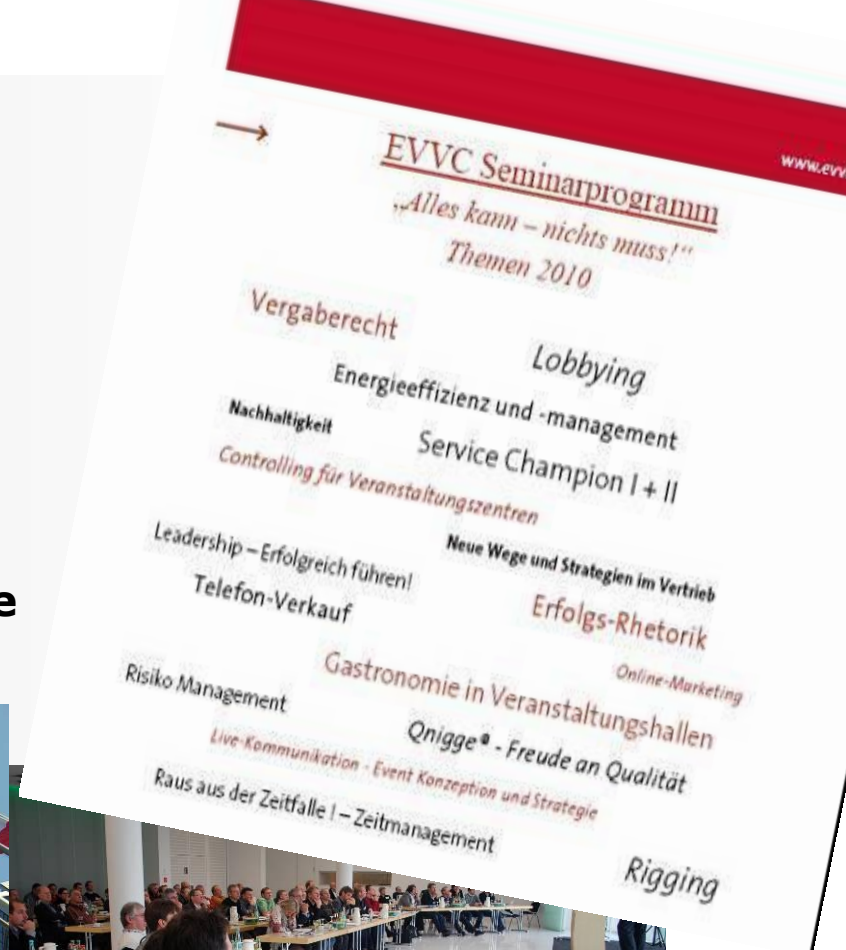 www.evv
EVVC Seminarprogramm
„Alles kann – nichts muss!“
Themen 2010
Vergaberecht
Lobbying
Energieeffizienz und -management
Nachhaltigkeit
Service Champion I + II
Controlling für Veranstaltungszentren
Neue Wege und Strategien im Vertrieb
Leadership – Erfolgreich führen!
Telefon-Verkauf
Erfolgs-Rhetorik
Online-Marketing
Gastronomie in Veranstaltungshallen
Risiko Management
Qnigge® - Freude an Qualität
Live-Kommunikation - Event Konzeption und Strategie
Raus aus der Zeitfalle ! – Zeitmanagement
Rigging
e